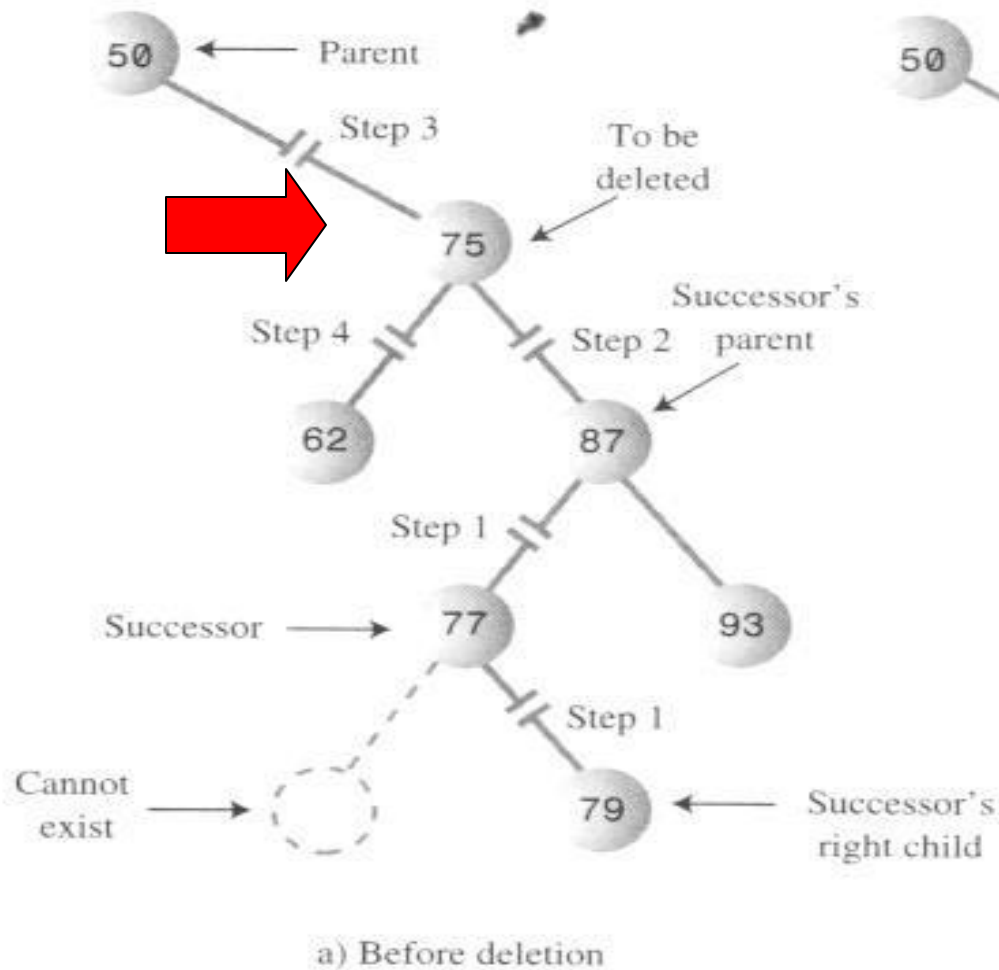 50
Parent
50
Step 3
To be
deleted
75
Successor's
parent
Step 4
Step 2
62
87
Step 1
Successor
77
93
Step 1
Cannot
exist
79
Successor's
right child
a) Before deletion